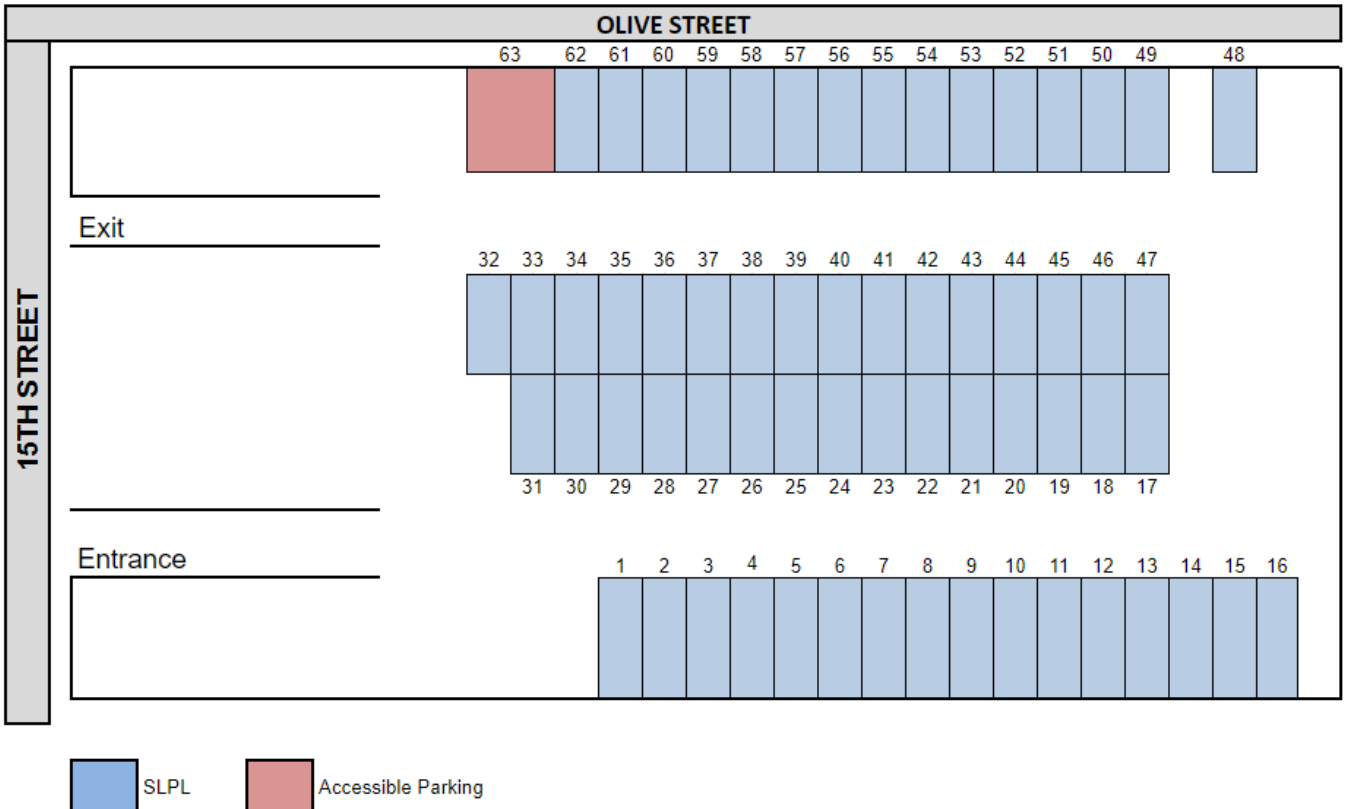 OLIVE STREET
63 62 61 60 59 58 57 56 55 54 53 52 51 50 49 48
Exit
32 33 34 35 36 37 38 39 40 41 42 43 44 45 46 47
15TH STREET
31 30 29 28 27 26 25 24 23 22 21 20 19 18 17
Entrance
1 2 3 4 5 6 7 8 9 10 11 12 13 14 15 16
SLPL Accessible Parking